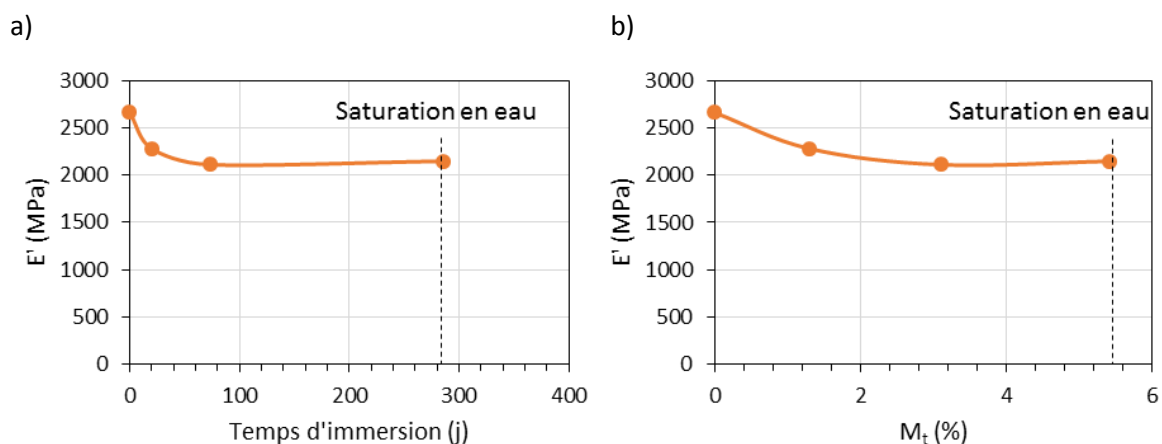 a)
3000
2500
2000
1500
1000
500
0
E' (MPa)
Saturation en eau
0 100 200 300 400
Temps d'immersion (j)
b)
3000
2500
2000
1500
1000
500
0
E' (MPa)
Saturation en eau
0 2 4 6
Mₜ (%)